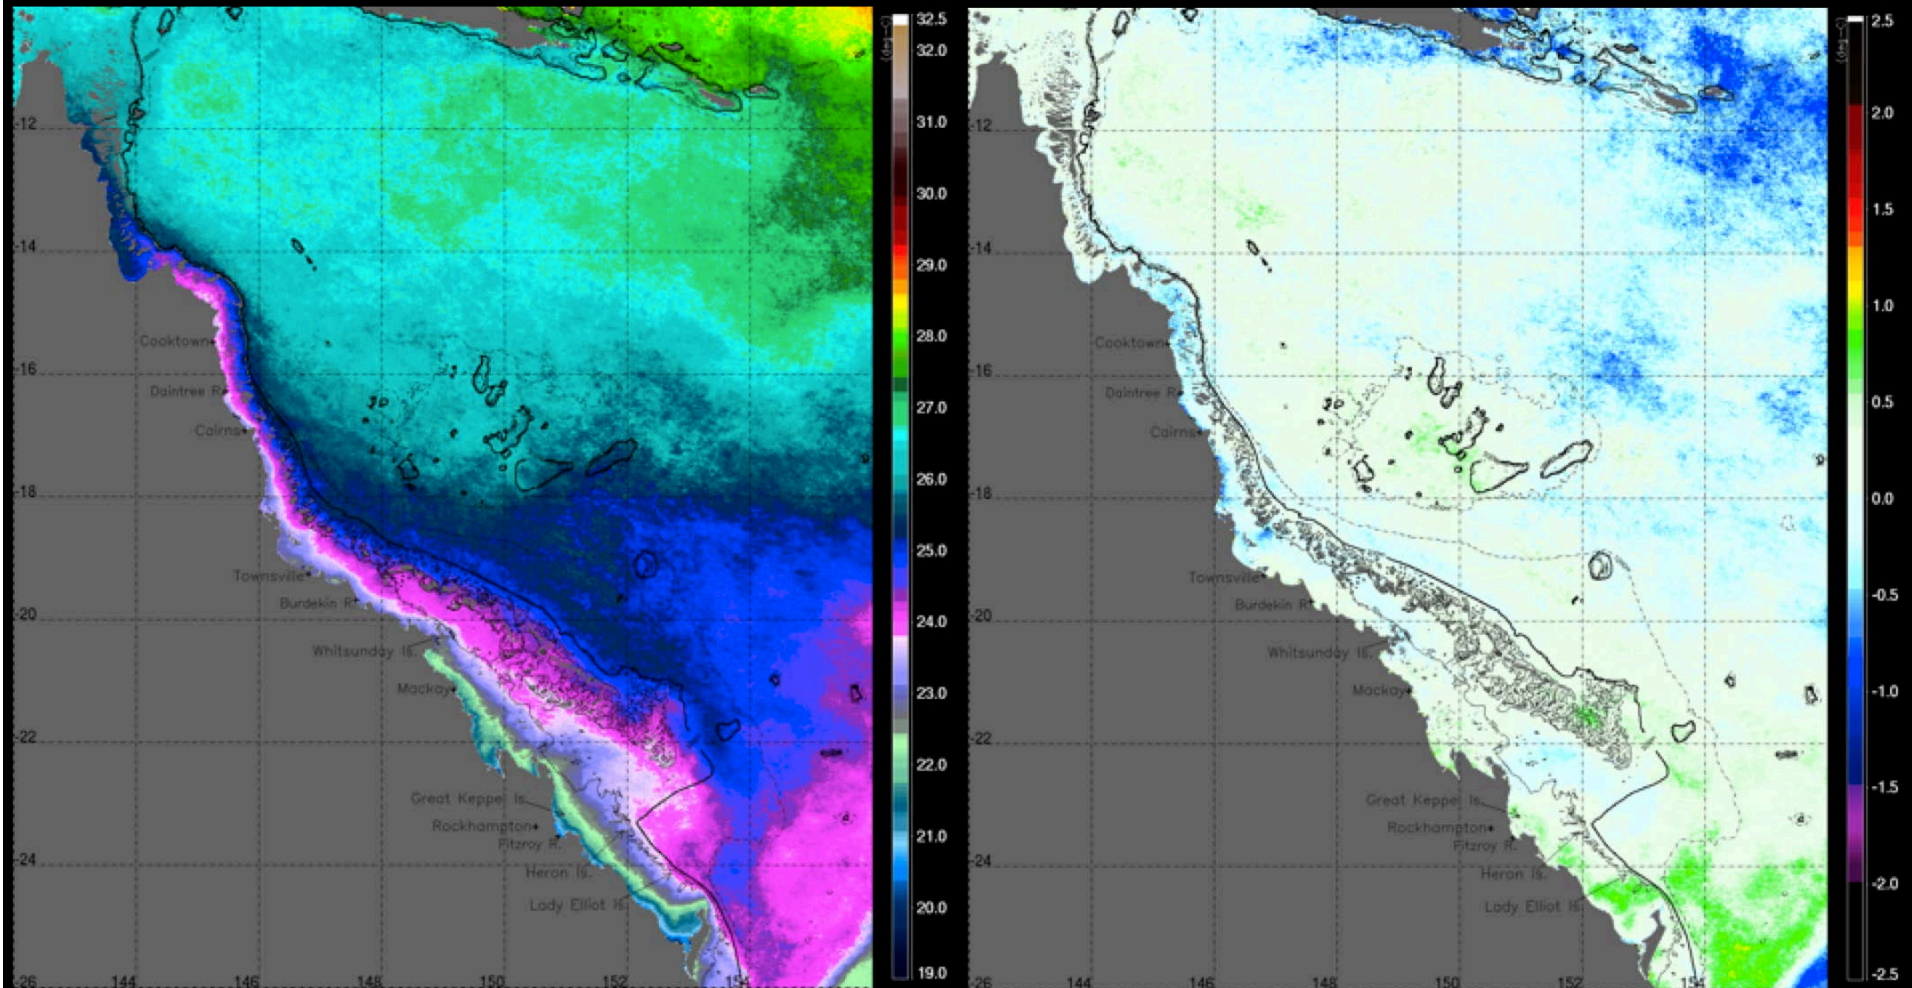 32.5
32.0
31.0
30.0
29.0
28.0
27.0
26.0
25.0
24.0
23.0
22.0
21.0
20.0
19.0
-12
-14
Cooktown
-16
Daintree R.
Cairns
-18
Townsville
Burdekin R.
-20
Whitsunday Is.
Mackay
-22
Great Keppel Is.
Rockhampton
Fitzroy R.
-24
Heron Is.
Lady Elliot Is.
-26
144
146
148
150
152
154
2.5
2.0
1.5
1.0
0.5
0.0
-0.5
-1.0
-1.5
-2.0
-2.5
-12
-14
Cooktown
-16
Daintree R.
Cairns
-18
Townsville
Burdekin R.
-20
Whitsunday Is.
Mackay
-22
Great Keppel Is.
Rockhampton
Fitzroy R.
-24
Heron Is.
Lady Elliot Is.
-26
144
146
148
150
152
154